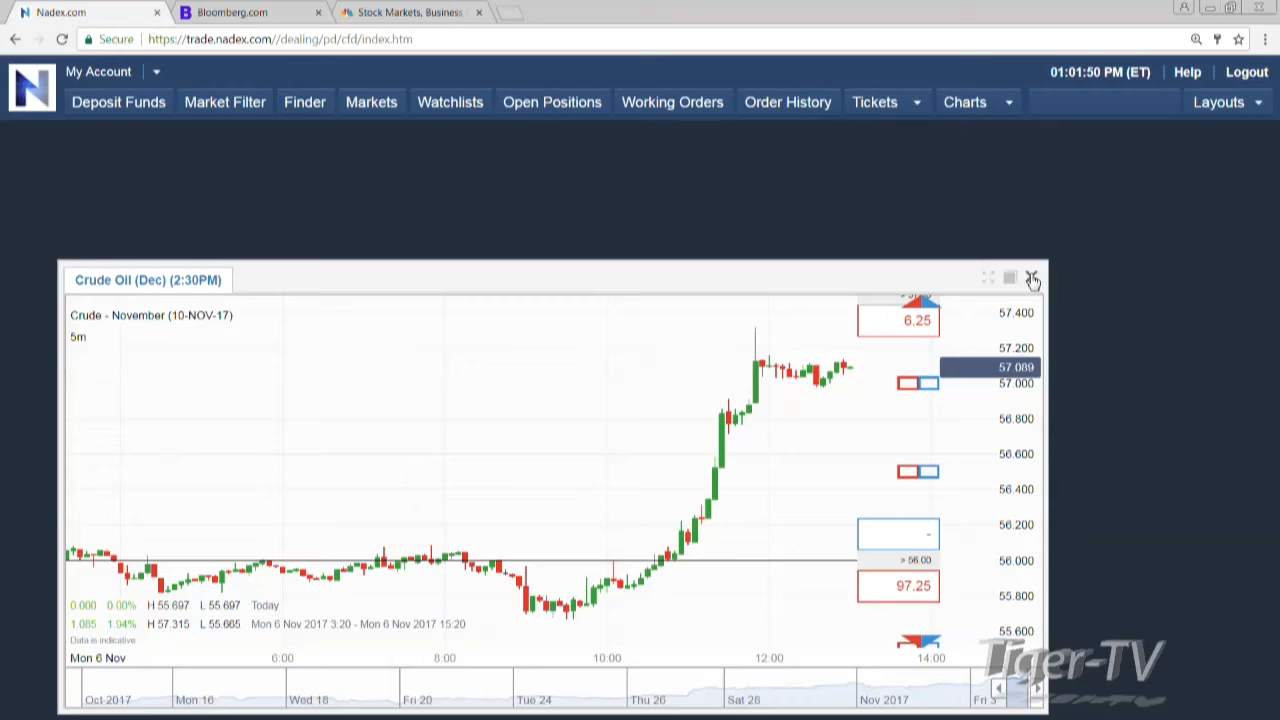 Nadex.com
Bloomberg.com
Stock Markets, Business
Secure
https://trade.nadex.com//dealing/pd/cfd/index.htm
N
My Account
01:01:50 PM (ET)
Help
Logout
Deposit Funds
Market Filter
Finder
Markets
Watchlists
Open Positions
Working Orders
Order History
Tickets
Charts
Layouts
Crude Oil (Dec) (2:30PM)
Crude - November (10-NOV-17)
5m
6.25
-
> 56.00
97.25
57.400
57.200
57 089
57.000
56.800
56.600
56.400
56.200
56.000
55.800
55.600
0.000 0.00% H 55.697 L 55.697 Today
1.085 1.94% H 57.315 L 55.665 Mon 6 Nov 2017 3:20 - Mon 6 Nov 2017 15:20
Data is indicative
Mon 6 Nov 6:00 8:00 10:00 12:00 14:00
Oct 2017 Mon 16 Wed 18 Fri 20 Tue 24 Thu 26 Sat 28 Nov 2017 Fri 3
Tiger-TV